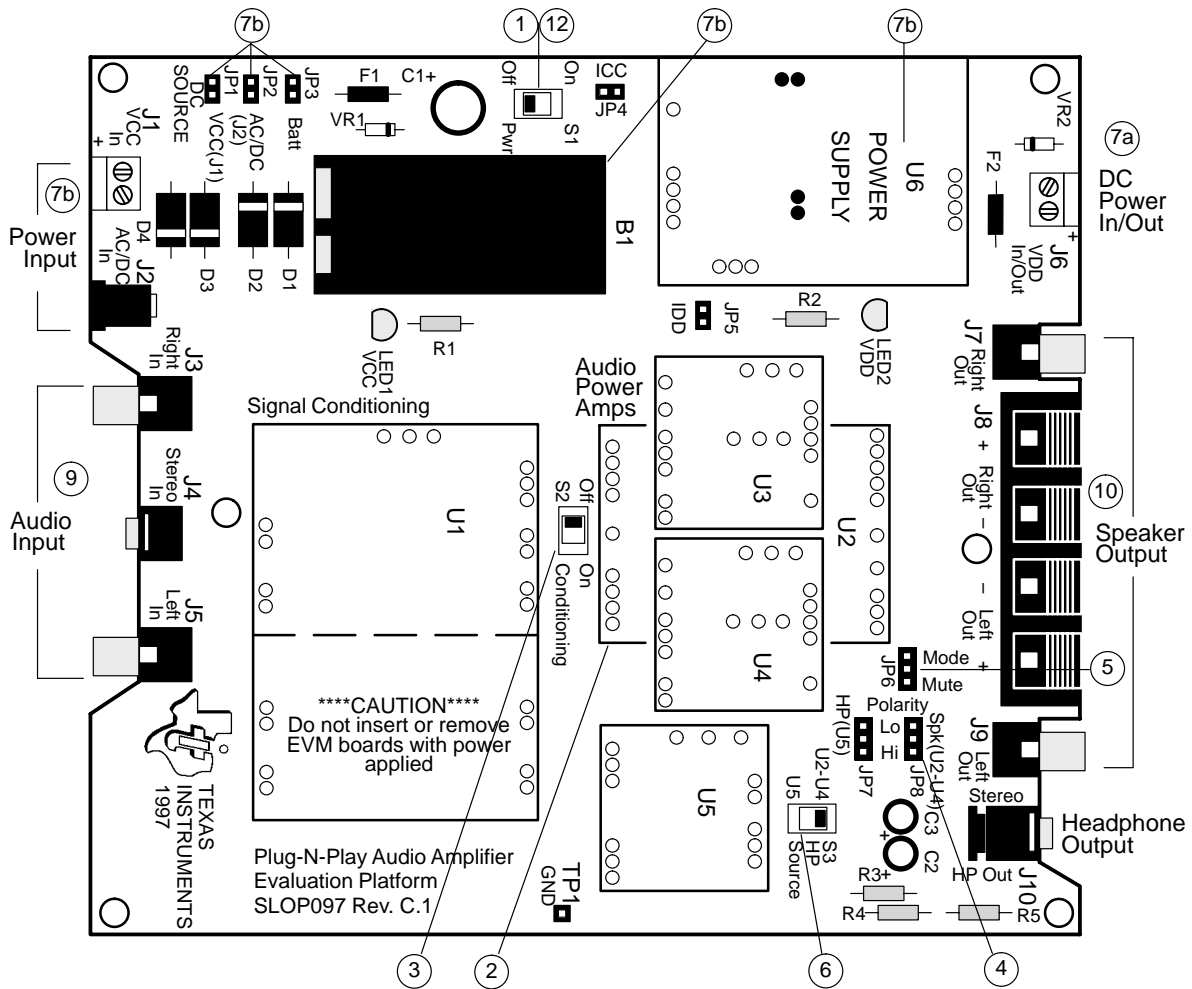 1
12
7b
7b
7b
DC
SOURCE
JP1
JP2
JP3
VCC(J1)
AC/DC
(J2)
Batt
F1
C1+
VR1
Off
On
Pwr
S1
ICC
JP4
U6
POWER
SUPPLY
VR2
F2
7a
DC
Power
In/Out
J6
VDD
In/Out
+
J1
VCC
In
+
7b
Power
Input
D4
AC/DC
In
J2
D3
D2
D1
B1
LED1
VCC
R1
IDD
JP5
R2
LED2
VDD
J3
Right
In
J7
Right
Out
9
Audio
Input
J4
Stereo
In
J5
Left
In
Signal Conditioning
U1
Off
S2
On
Conditioning
Audio
Power
Amps
U3
U2
U4
J8
+
Right
Out
−
−
Left
Out
+
10
Speaker
Output
JP6
Mode
Mute
5
Polarity
HP(U5)
Lo
Hi
Spk(U2-U4)
JP7
JP8
J9
Left
Out
****CAUTION****
Do not insert or remove
EVM boards with power
applied
TEXAS
INSTRUMENTS
1997
Plug-N-Play Audio Amplifier
Evaluation Platform
SLOP097 Rev. C.1
TP1
GND
U5
U5
U2-U4
S3
HP
Source
+
C3
C2
R3+
R4
R5
Stereo
HP Out
J10
Headphone
Output
3
2
6
4